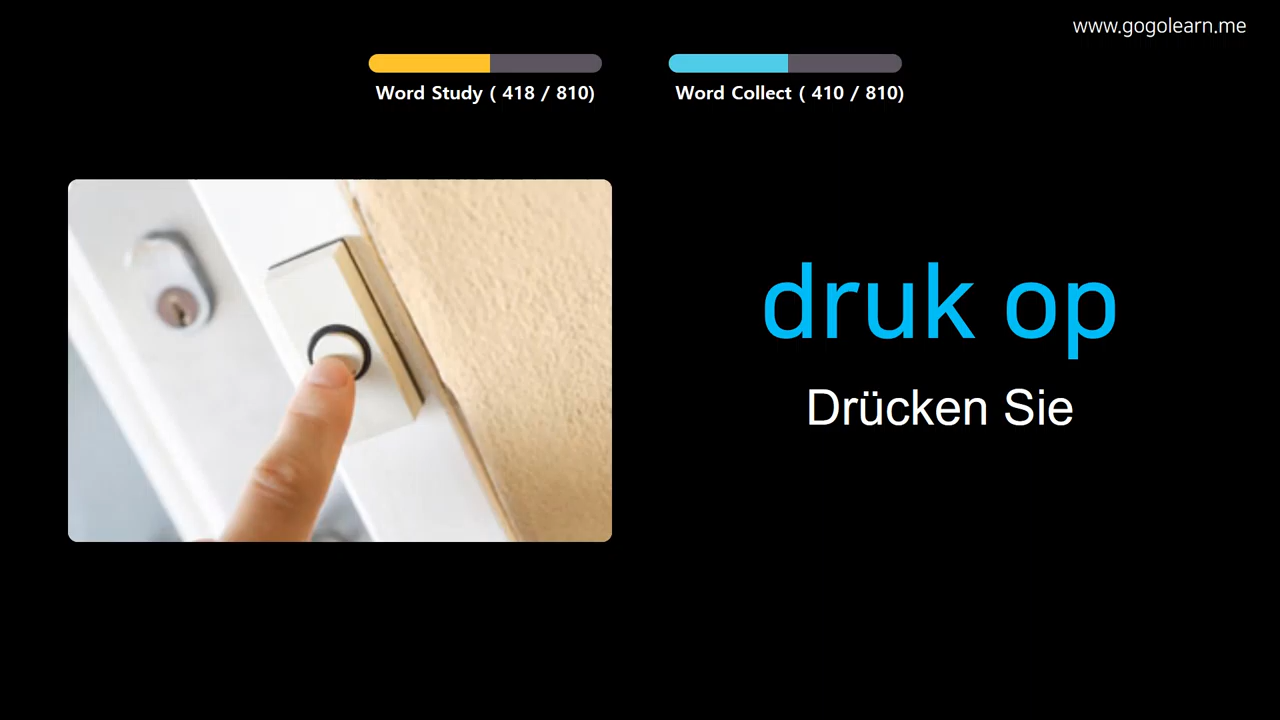 www.gogolearn.me
Word Study ( 418 / 810)
Word Collect ( 410 / 810)
druk op
Drücken Sie